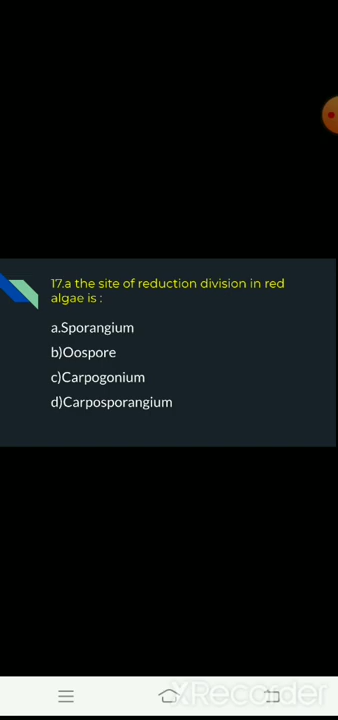 17.a the site of reduction division in red
algae is :
a.Sporangium
b)Oospore
c)Carpogonium
d)Carposporangium
XRecorder